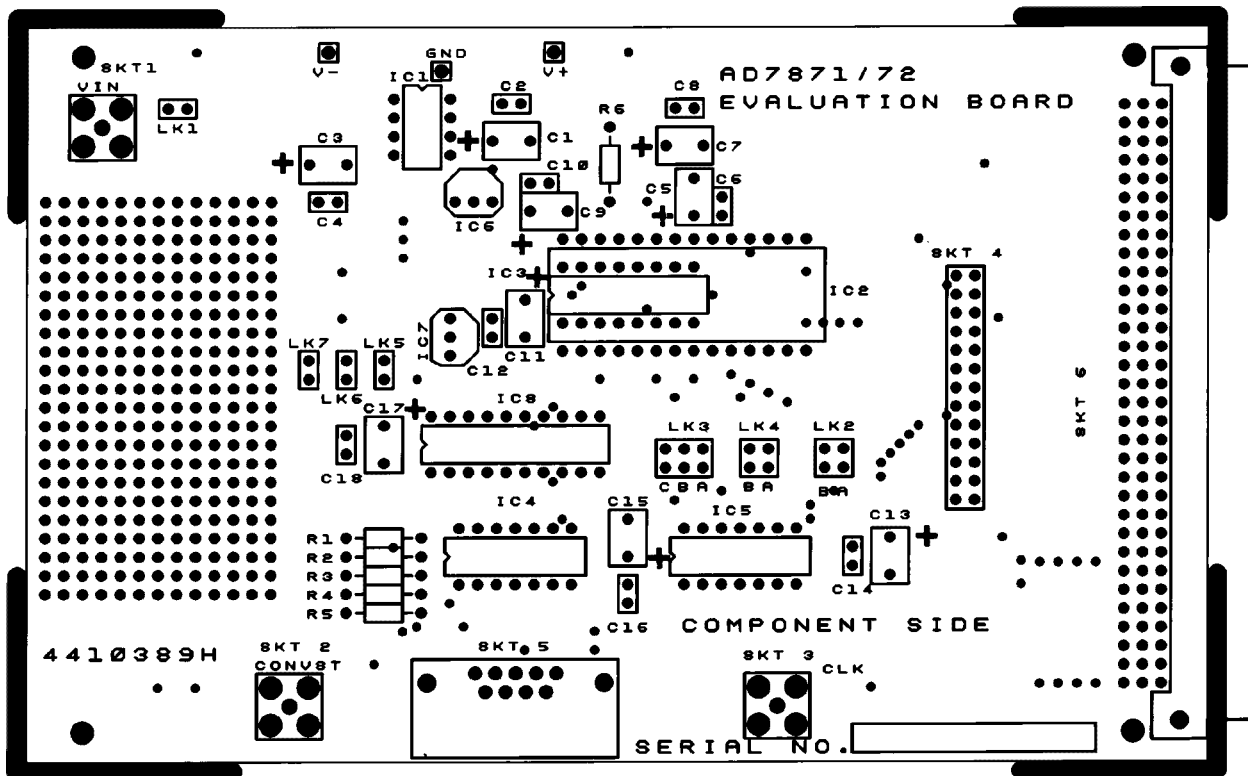 SKT1
VIN
LK1
V-
GND
V+
IC1
C2
C3
C1
C4
C10
C9
IC6
R6
C8
C7
C5
C6
AD7871/72
EVALUATION BOARD
IC3
IC2
SKT 4
IC7
C11
C12
LK7
LK5
LK6
C17
IC8
C18
LK3
LK4
LK2
CBA
BA
SKT 6
C15
IC5
C13
R1
R2
R3
R4
R5
IC4
C14
C16
COMPONENT SIDE
4410389H
SKT 2
CONVST
SKT 5
SKT 3
CLK
SERIAL NO.